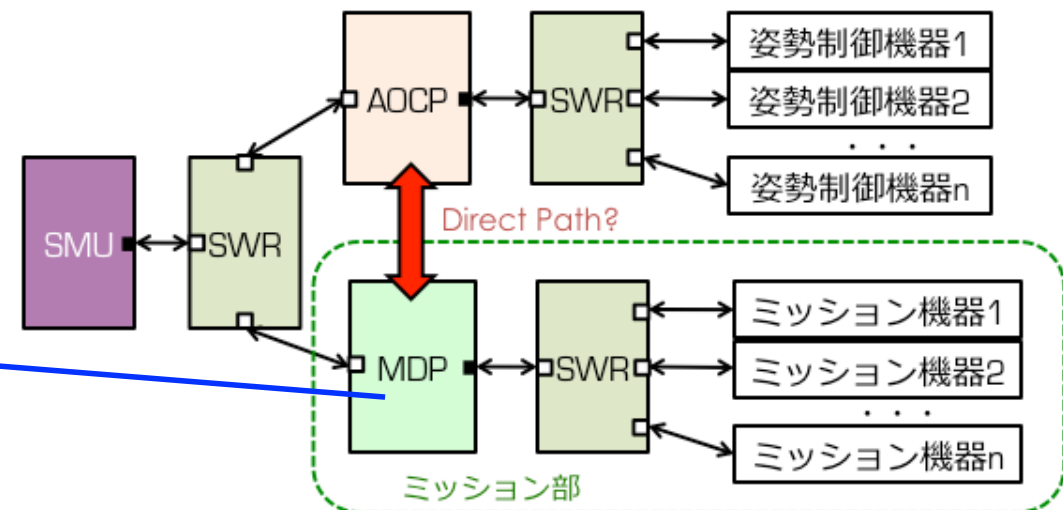 AOCP
SWR
姿勢制御機器1
姿勢制御機器2
・・・
姿勢制御機器n
SMU
SWR
Direct Path?
MDP
SWR
ミッション機器1
ミッション機器2
・・・
ミッション機器n
ミッション部